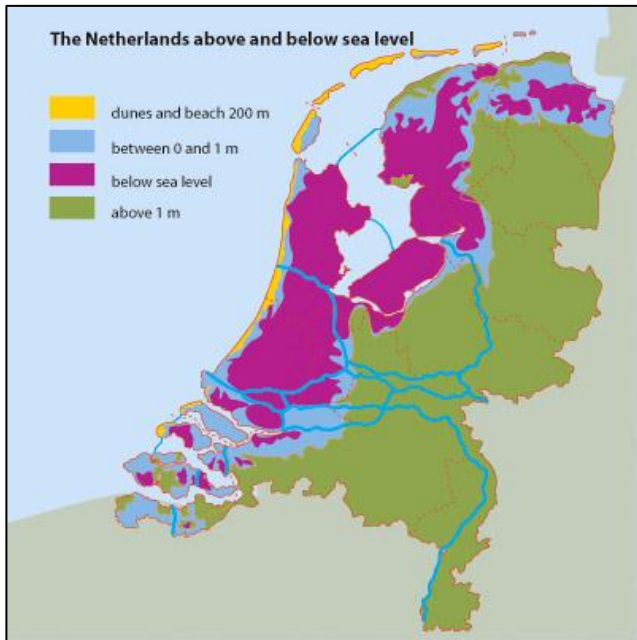 The Netherlands above and below sea level
dunes and beach 200 m
between 0 and 1 m
below sea level
above 1 m